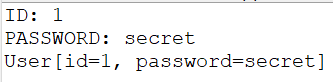 ID: 1
PASSWORD: secret
User[id=1, password=secret]